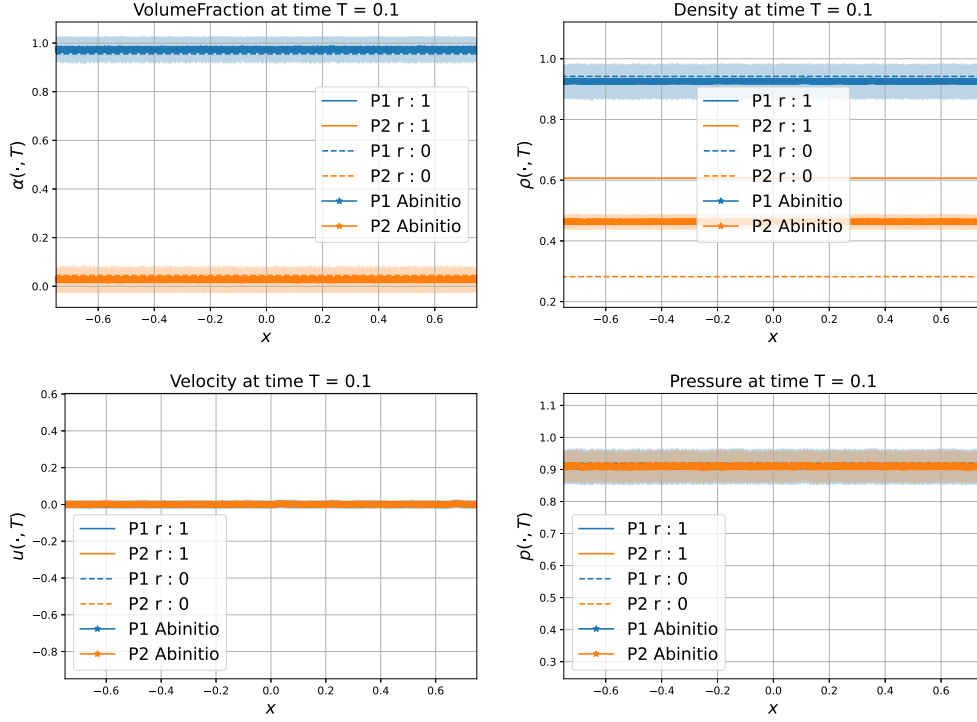 VolumeFraction at time T = 0.1
1.0
0.8
0.6
0.4
0.2
0.0
α(·, T)
P1 r : 1
P2 r : 1
P1 r : 0
P2 r : 0
P1 Abinitio
P2 Abinitio
−0.6 −0.4 −0.2 0.0 0.2 0.4 0.6
x
Density at time T = 0.1
1.0
0.8
0.6
0.4
0.2
ρ(·, T)
P1 r : 1
P2 r : 1
P1 r : 0
P2 r : 0
P1 Abinitio
P2 Abinitio
−0.6 −0.4 −0.2 0.0 0.2 0.4 0.6
x
Velocity at time T = 0.1
0.6
0.4
0.2
0.0
−0.2
−0.4
−0.6
−0.8
u(·, T)
P1 r : 1
P2 r : 1
P1 r : 0
P2 r : 0
P1 Abinitio
P2 Abinitio
−0.6 −0.4 −0.2 0.0 0.2 0.4 0.6
x
Pressure at time T = 0.1
1.1
1.0
0.9
0.8
0.7
0.6
0.5
0.4
0.3
p(·, T)
P1 r : 1
P2 r : 1
P1 r : 0
P2 r : 0
P1 Abinitio
P2 Abinitio
−0.6 −0.4 −0.2 0.0 0.2 0.4 0.6
x